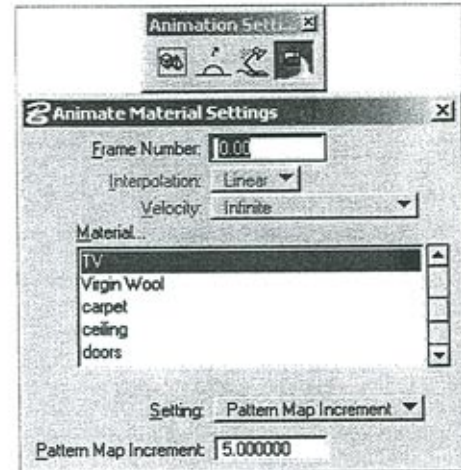 Animation Setti...
Animate Material Settings
Frame Number: 0.00
Interpolation: Linear
Velocity: Infinite
Material...
TV
Virgin Wool
carpet
ceiling
doors
Setting: Pattern Map Increment
Pattern Map Increment: 5.000000